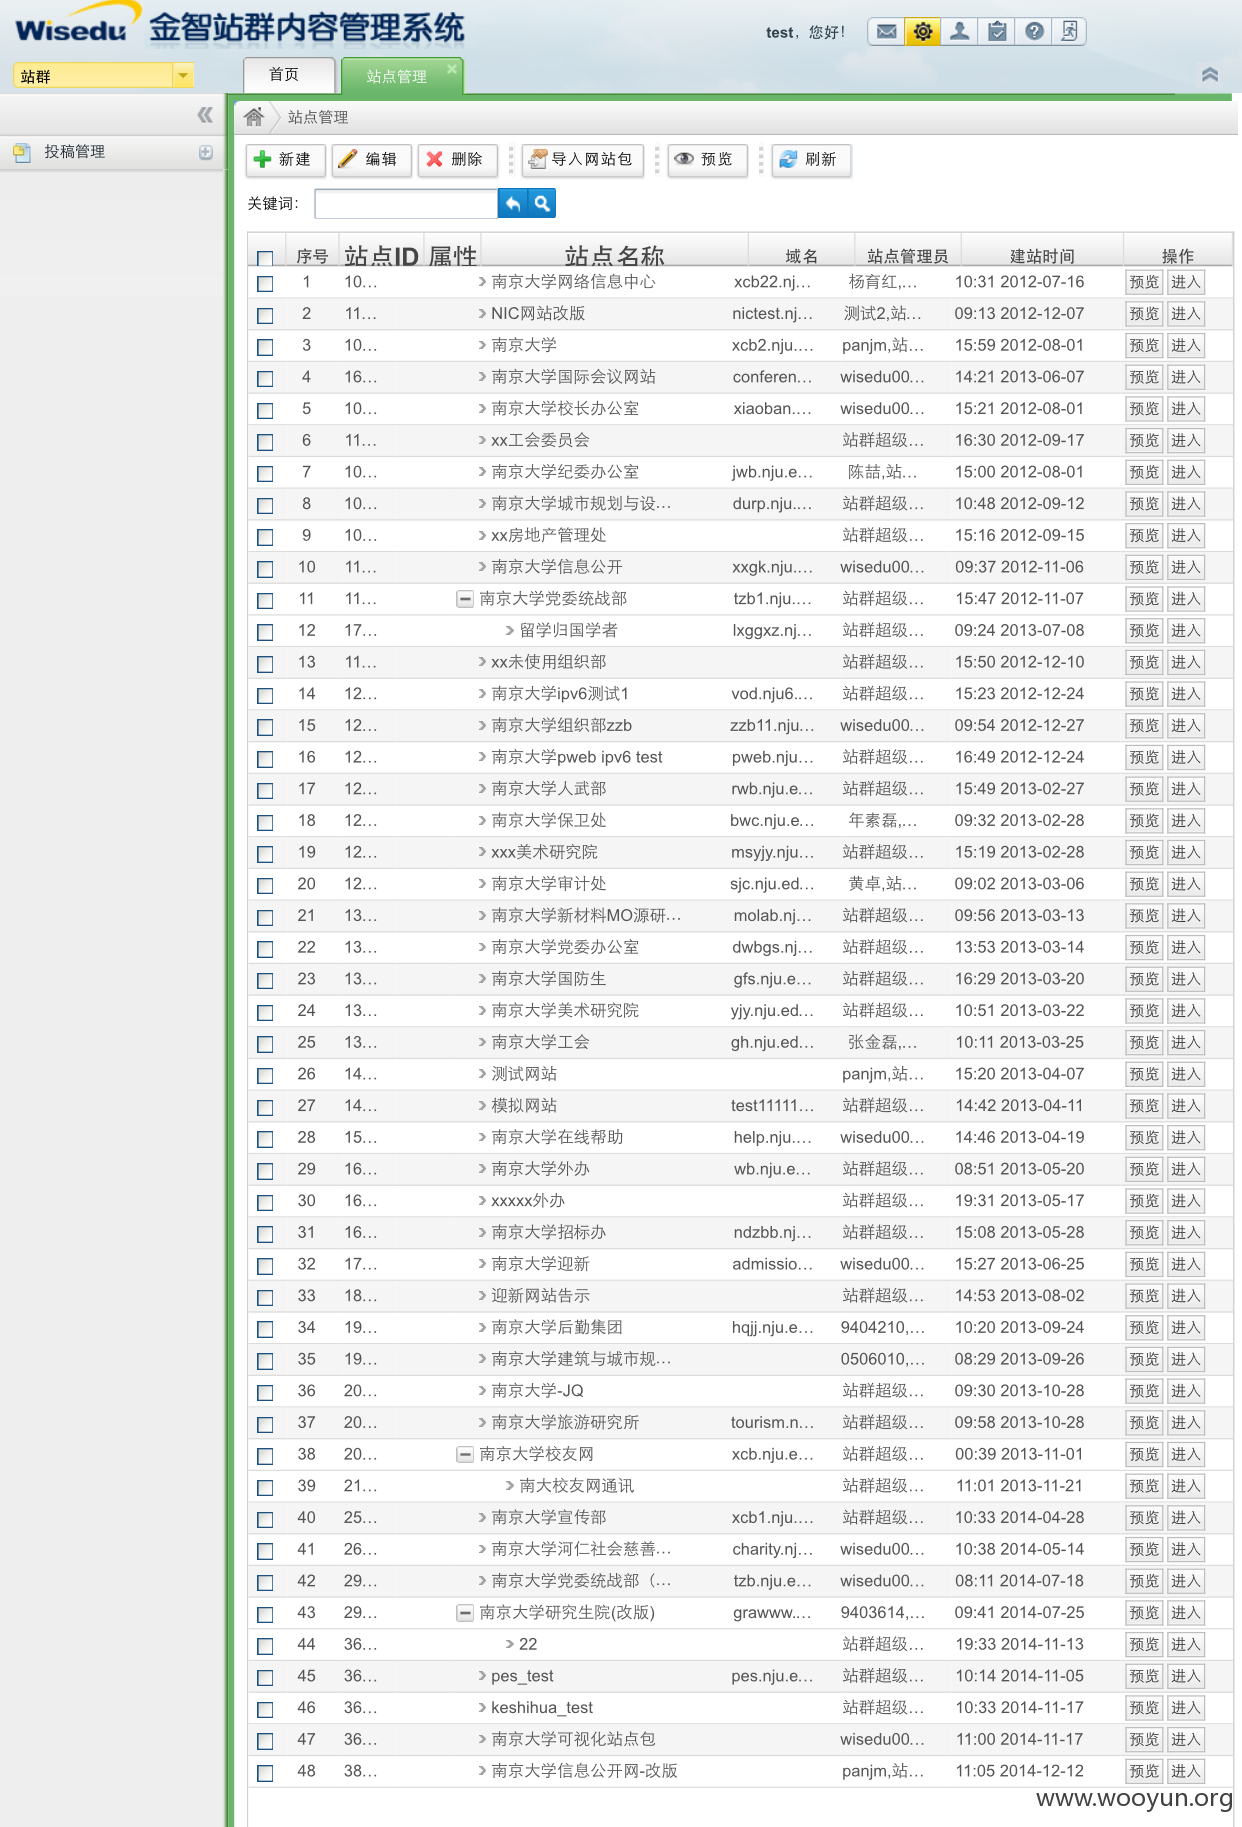 Wisedu 金智站群内容管理系统
test，您好！
站群
首页
站点管理
投稿管理
站点管理
新建 编辑 删除 导入网站包 预览 刷新
关键词：
序号 站点ID 属性 站点名称 域名 站点管理员 建站时间 操作
1 10... 南京大学网络信息中心 xcb22.nj... 杨育红,... 10:31 2012-07-16 预览 进入
2 11... NIC网站改版 nictest.nj... 测试2,站... 09:13 2012-12-07 预览 进入
3 10... 南京大学 xcb2.nju.... panjm,站... 15:59 2012-08-01 预览 进入
4 16... 南京大学国际会议网站 conferen... wisedu00... 14:21 2013-06-07 预览 进入
5 10... 南京大学校长办公室 xiaoban.... wisedu00... 15:21 2012-08-01 预览 进入
6 11... xx工会委员会 站群超级... 16:30 2012-09-17 预览 进入
7 10... 南京大学纪委办公室 jwb.nju.e... 陈喆,站... 15:00 2012-08-01 预览 进入
8 10... 南京大学城市规划与设... durp.nju.... 站群超级... 10:48 2012-09-12 预览 进入
9 10... xx房地产管理处 站群超级... 15:16 2012-09-15 预览 进入
10 11... 南京大学信息公开 xxgk.nju.... wisedu00... 09:37 2012-11-06 预览 进入
11 11... 南京大学党委统战部 tzb1.nju.... 站群超级... 15:47 2012-11-07 预览 进入
12 17... 留学归国学者 lxggxz.nj... 站群超级... 09:24 2013-07-08 预览 进入
13 11... xx未使用组织部 站群超级... 15:50 2012-12-10 预览 进入
14 12... 南京大学ipv6测试1 vod.nju6.... 站群超级... 15:23 2012-12-24 预览 进入
15 12... 南京大学组织部zzb zzb11.nju... wisedu00... 09:54 2012-12-27 预览 进入
16 12... 南京大学pweb ipv6 test pweb.nju... 站群超级... 16:49 2012-12-24 预览 进入
17 12... 南京大学人武部 rwb.nju.e... 站群超级... 15:49 2013-02-27 预览 进入
18 12... 南京大学保卫处 bwc.nju.e... 年素磊,... 09:32 2013-02-28 预览 进入
19 12... xxx美术研究院 msyjy.nju... 站群超级... 15:19 2013-02-28 预览 进入
20 12... 南京大学审计处 sjc.nju.ed... 黄卓,站... 09:02 2013-03-06 预览 进入
21 13... 南京大学新材料MO源研... molab.nj... 站群超级... 09:56 2013-03-13 预览 进入
22 13... 南京大学党委办公室 dwbgs.nj... 站群超级... 13:53 2013-03-14 预览 进入
23 13... 南京大学国防生 gfs.nju.e... 站群超级... 16:29 2013-03-20 预览 进入
24 13... 南京大学美术研究院 yjy.nju.ed... 站群超级... 10:51 2013-03-22 预览 进入
25 13... 南京大学工会 gh.nju.ed... 张金磊,... 10:11 2013-03-25 预览 进入
26 14... 测试网站 panjm,站... 15:20 2013-04-07 预览 进入
27 14... 模拟网站 test11111... 站群超级... 14:42 2013-04-11 预览 进入
28 15... 南京大学在线帮助 help.nju.... wisedu00... 14:46 2013-04-19 预览 进入
29 16... 南京大学外办 wb.nju.e... 站群超级... 08:51 2013-05-20 预览 进入
30 16... xxxxx外办 站群超级... 19:31 2013-05-17 预览 进入
31 16... 南京大学招标办 ndzbb.nj... 站群超级... 15:08 2013-05-28 预览 进入
32 17... 南京大学迎新 admissio... wisedu00... 15:27 2013-06-25 预览 进入
33 18... 迎新网站告示 站群超级... 14:53 2013-08-02 预览 进入
34 19... 南京大学后勤集团 hqjj.nju.e... 9404210,... 10:20 2013-09-24 预览 进入
35 19... 南京大学建筑与城市规... 0506010,... 08:29 2013-09-26 预览 进入
36 20... 南京大学-JQ 站群超级... 09:30 2013-10-28 预览 进入
37 20... 南京大学旅游研究所 tourism.n... 站群超级... 09:58 2013-10-28 预览 进入
38 20... 南京大学校友网 xcb.nju.e... 站群超级... 00:39 2013-11-01 预览 进入
39 21... 南大校友网通讯 站群超级... 11:01 2013-11-21 预览 进入
40 25... 南京大学宣传部 xcb1.nju.... 站群超级... 10:33 2014-04-28 预览 进入
41 26... 南京大学河仁社会慈善... charity.nj... wisedu00... 10:38 2014-05-14 预览 进入
42 29... 南京大学党委统战部（... tzb.nju.e... wisedu00... 08:11 2014-07-18 预览 进入
43 29... 南京大学研究生院(改版) grawww.... 9403614,... 09:41 2014-07-25 预览 进入
44 36... 22 站群超级... 19:33 2014-11-13 预览 进入
45 36... pes_test pes.nju.e... 站群超级... 10:14 2014-11-05 预览 进入
46 36... keshihua_test 站群超级... 10:33 2014-11-17 预览 进入
47 36... 南京大学可视化站点包 wisedu00... 11:00 2014-11-17 预览 进入
48 38... 南京大学信息公开网-改版 panjm,站... 11:05 2014-12-12 预览 进入
www.wooyun.org